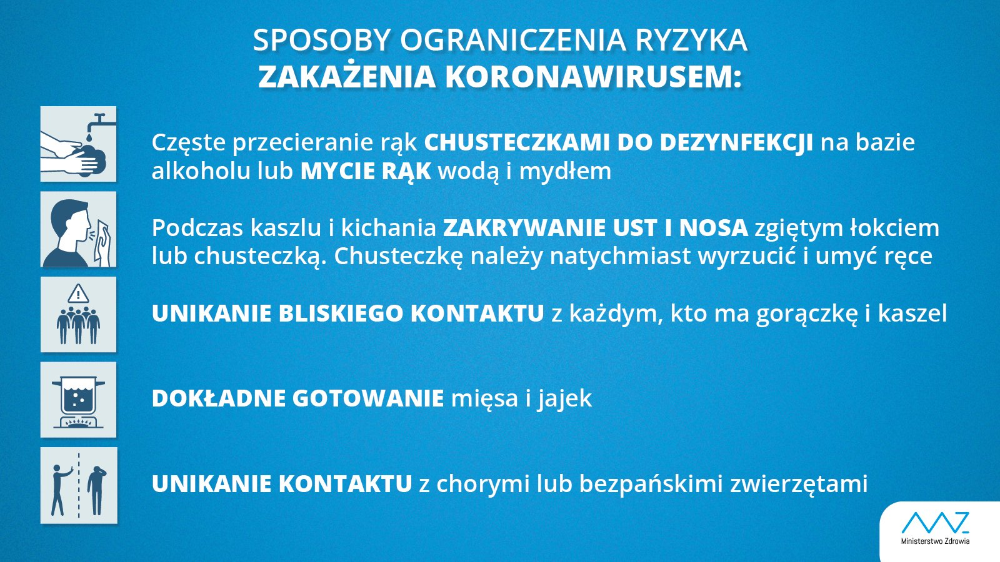 SPOSOBY OGRANICZENIA RYZYKA
ZAKAŻENIA KORONAWIRUSEM:
Częste przecieranie rąk CHUSTECZKAMI DO DEZYNFEKCJI na bazie
alkoholu lub MYCIE RĄK wodą i mydłem
Podczas kaszlu i kichania ZAKRYWANIE UST I NOSA zgiętym łokciem
lub chusteczką. Chusteczkę należy natychmiast wyrzucić i umyć ręce
UNIKANIE BLISKIEGO KONTAKTU z każdym, kto ma gorączkę i kaszel
DOKŁADNE GOTOWANIE mięsa i jajek
UNIKANIE KONTAKTU z chorymi lub bezpańskimi zwierzętami
MZ
Ministerstwo Zdrowia